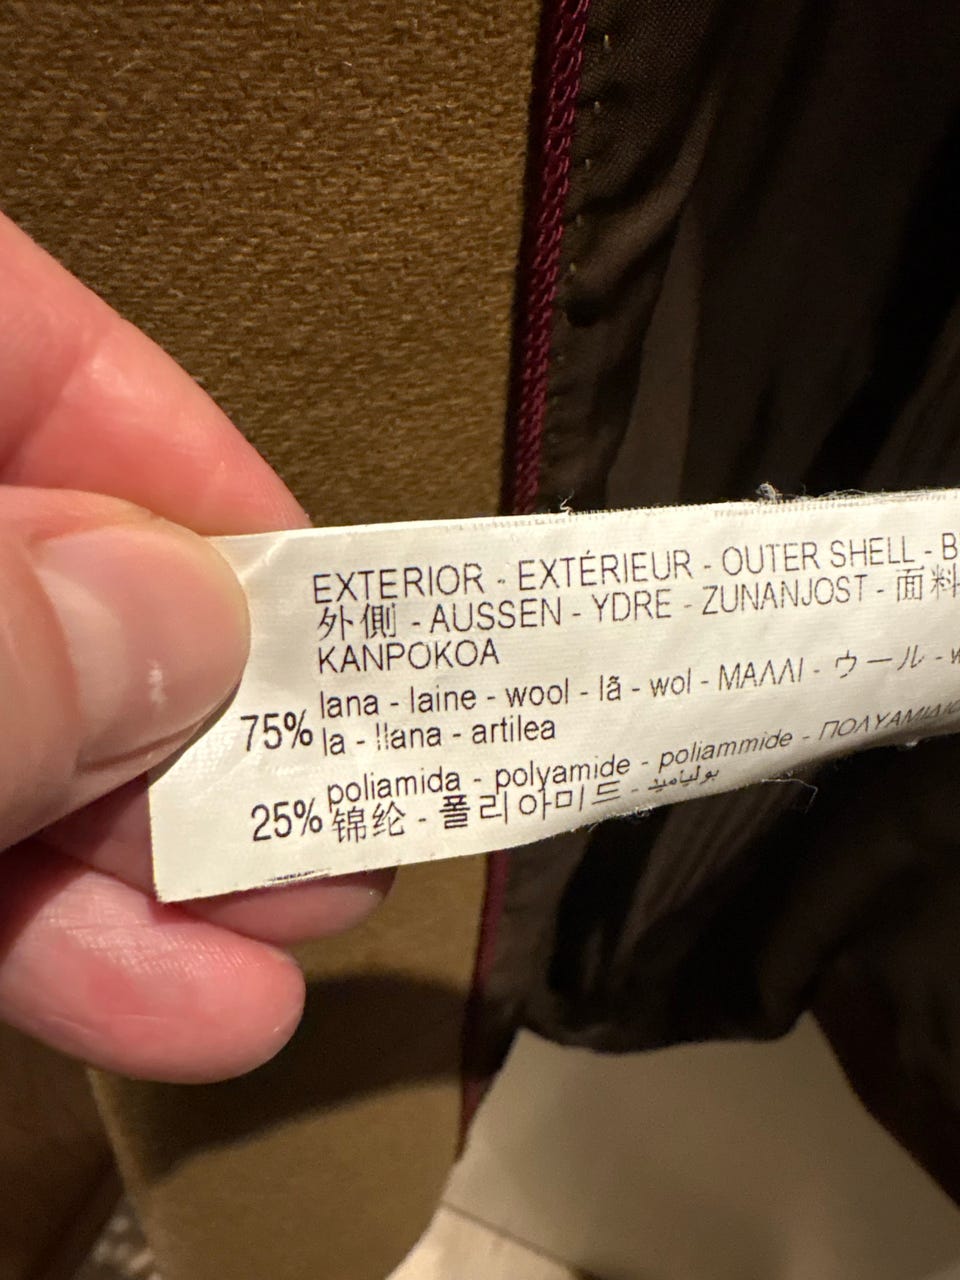 EXTERIOR - EXTÉRIEUR - OUTER SHELL - B
外側 - AUSSEN - YDRE - ZUNANJOST - 面料
KANPOKOA
75% lana - laine - wool - lã - wol - ΜΑΛΛΙ - ウール - w
la - llana - artilea
poliamida - polyamide - poliammide - ΠΟΛΥΑΜΙΔΙΟ
25% 锦纶 - 폴리아미드 - بولياميد